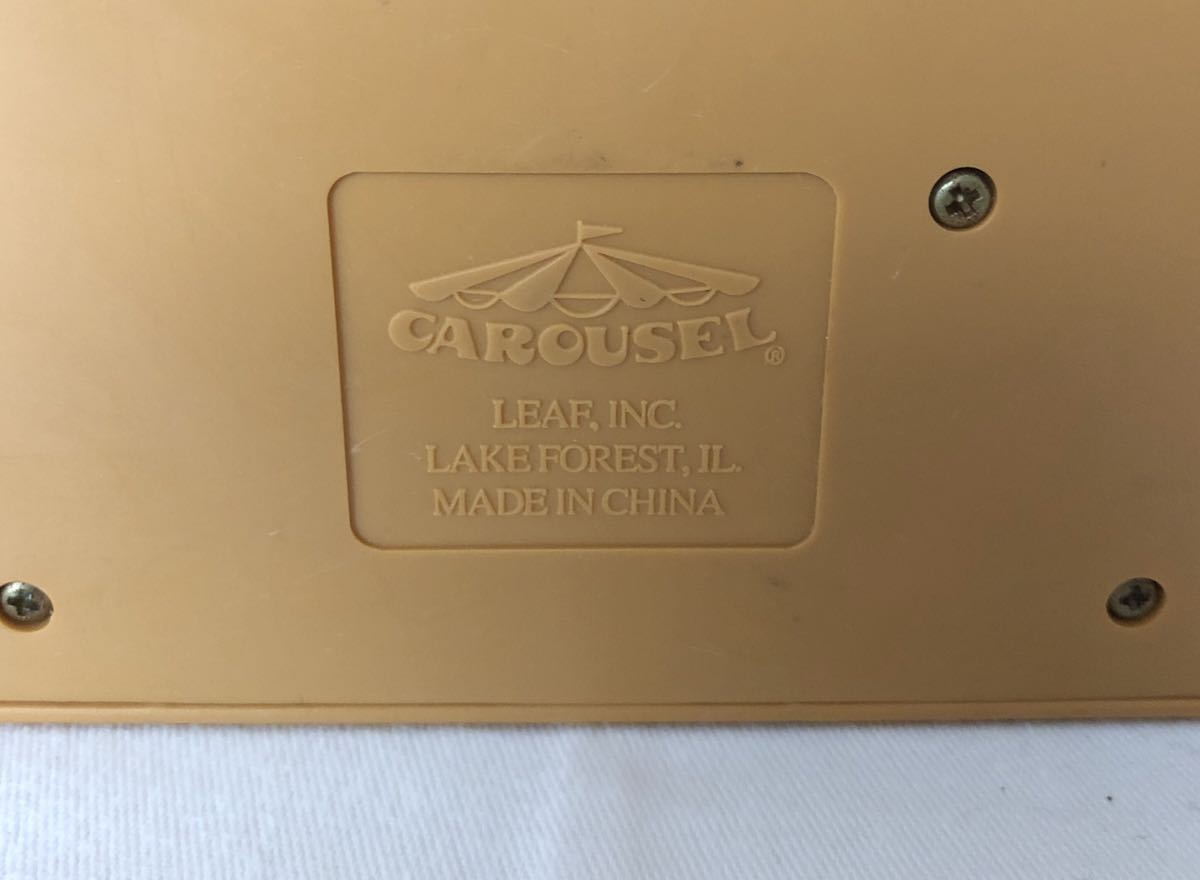 CAROUSEL®
LEAF, INC.
LAKE FOREST, IL.
MADE IN CHINA